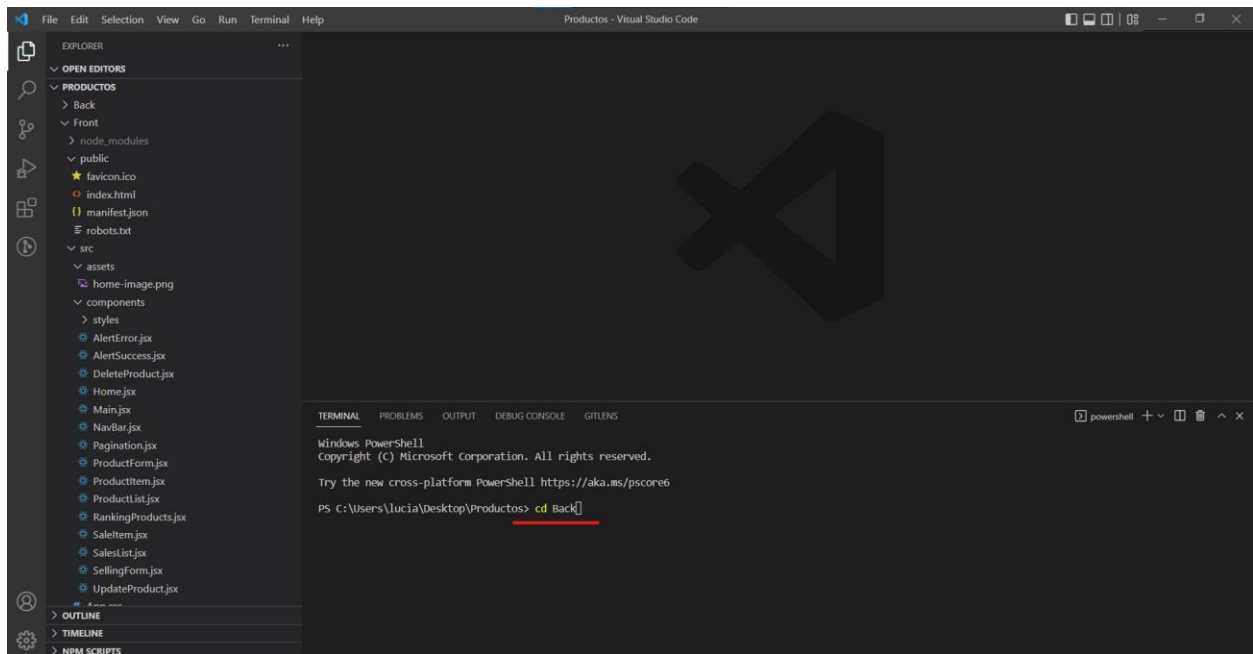 File Edit Selection View Go Run Terminal Help
Productos - Visual Studio Code
EXPLORER
OPEN EDITORS
PRODUCTOS
Back
Front
node_modules
public
favicon.ico
index.html
manifest.json
robots.txt
src
assets
home-image.png
components
styles
AlertError.jsx
AlertSuccess.jsx
DeleteProduct.jsx
Home.jsx
Main.jsx
NavBar.jsx
Pagination.jsx
ProductForm.jsx
ProductItem.jsx
ProductList.jsx
RankingProducts.jsx
SaleItem.jsx
SalesList.jsx
SellingForm.jsx
UpdateProduct.jsx
OUTLINE
TIMELINE
NPM SCRIPTS
TERMINAL PROBLEMS OUTPUT DEBUG CONSOLE GITLENS
powershell
Windows PowerShell
Copyright (C) Microsoft Corporation. All rights reserved.
Try the new cross-platform PowerShell https://aka.ms/pscore6
PS C:\Users\lucia\Desktop\Productos> cd Back